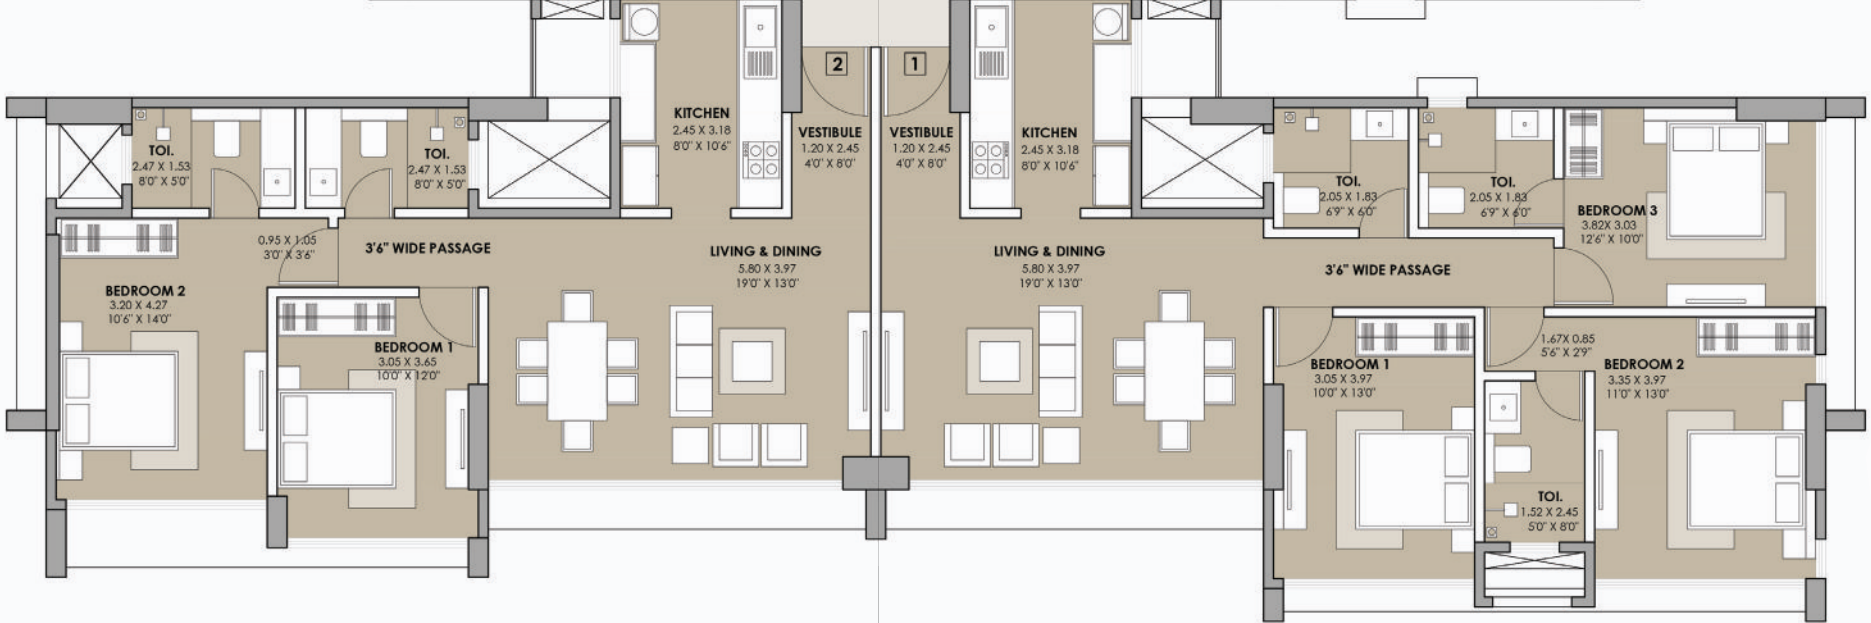 2
1
KITCHEN
2.45 X 3.18
8'0" X 10'6"
VESTIBULE
1.20 X 2.45
4'0" X 8'0"
VESTIBULE
1.20 X 2.45
4'0" X 8'0"
KITCHEN
2.45 X 3.18
8'0" X 10'6"
TOI.
2.47 X 1.53
8'0" X 5'0"
TOI.
2.47 X 1.53
8'0" X 5'0"
TOI.
2.05 X 1.83
6'9" X 6'0"
TOI.
2.05 X 1.83
6'9" X 6'0"
BEDROOM 3
3.82X 3.03
12'6" X 10'0"
0.95 X 1.05
3'0" X 3'6"
3'6" WIDE PASSAGE
LIVING & DINING
5.80 X 3.97
19'0" X 13'0"
LIVING & DINING
5.80 X 3.97
19'0" X 13'0"
3'6" WIDE PASSAGE
BEDROOM 2
3.20 X 4.27
10'6" X 14'0"
BEDROOM 1
3.05 X 3.65
10'0" X 12'0"
BEDROOM 1
3.05 X 3.97
10'0" X 13'0"
1.67X 0.85
5'6" X 2'9"
BEDROOM 2
3.35 X 3.97
11'0" X 13'0"
TOI.
1.52 X 2.45
5'0" X 8'0"